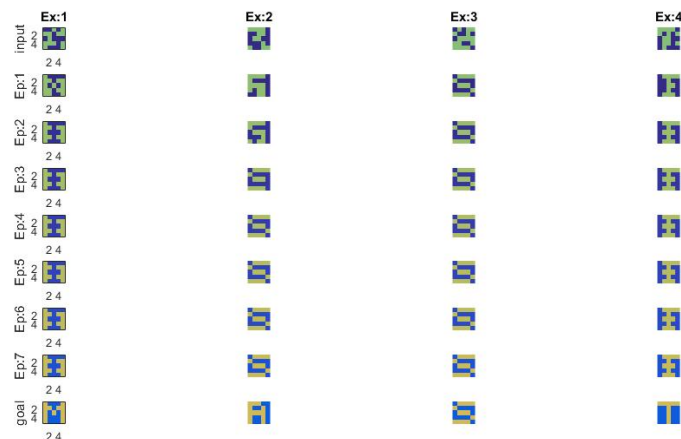 Ex:1 Ex:2 Ex:3 Ex:4
input 2 4
2 4
Ep:1 2 4
2 4
Ep:2 2 4
2 4
Ep:3 2 4
2 4
Ep:4 2 4
2 4
Ep:5 2 4
2 4
Ep:6 2 4
2 4
Ep:7 2 4
2 4
goal 2 4
2 4